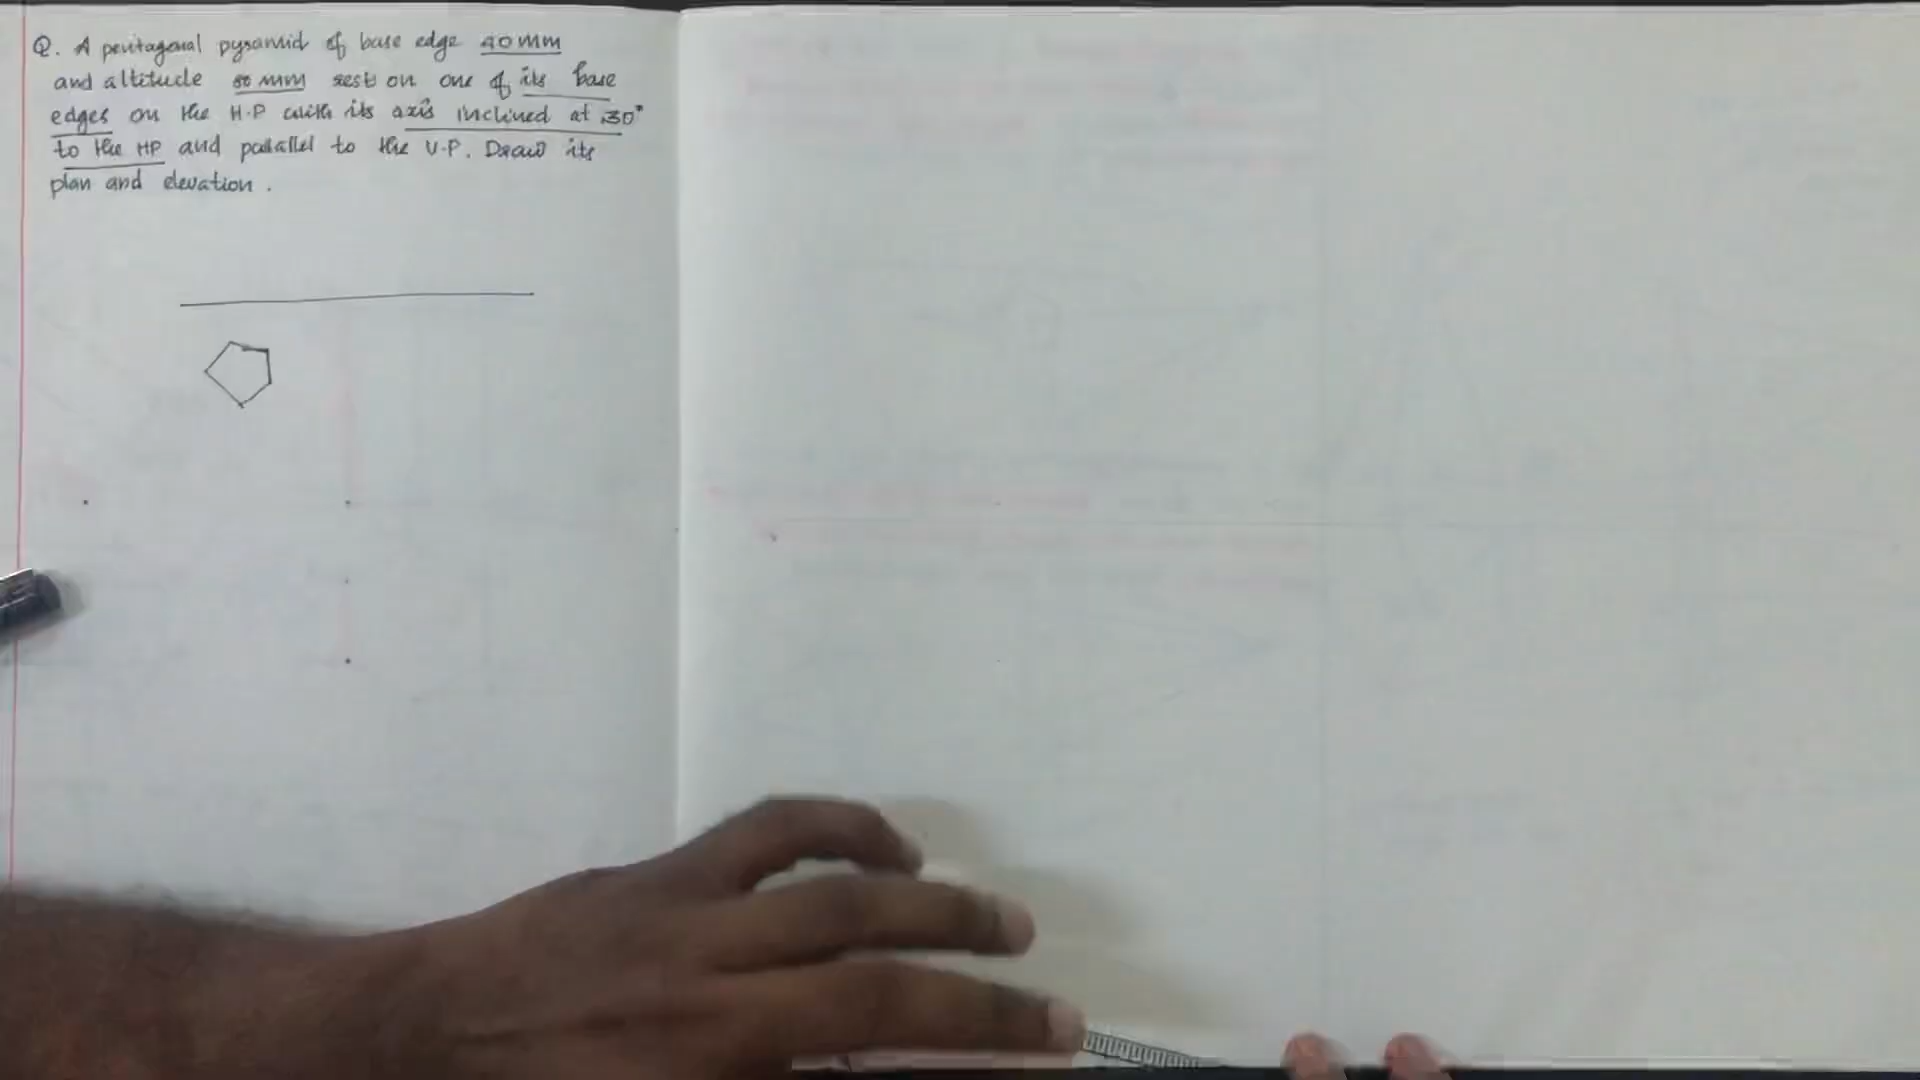 Q. A pentagonal pyramid of base edge 40 mm
and altitude 80 mm rest on one of its base
edges on the H.P with its axis inclined at 30°
to the HP and parallel to the V.P. Draw its
plan and elevation.